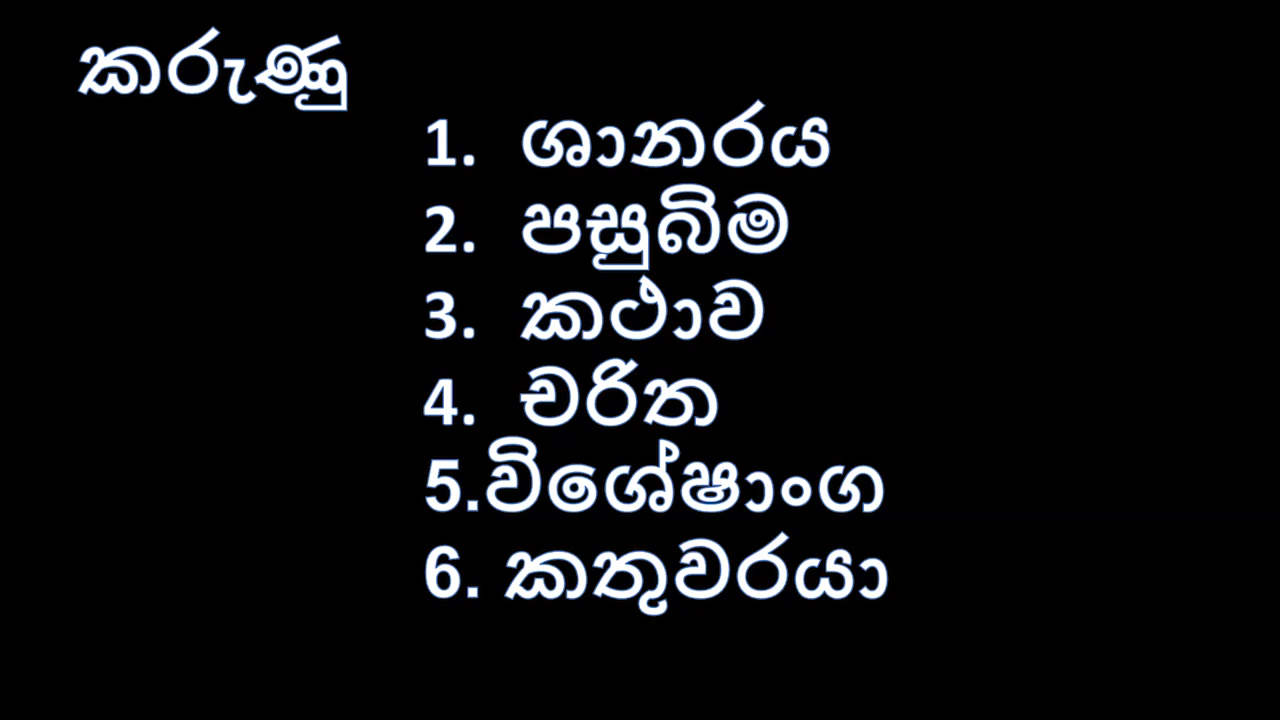 කරුණු
1. ශානරය
2. පසුබිම
3. කථාව
4. චරිත
5.විශේෂාංග
6. කතුවරයා